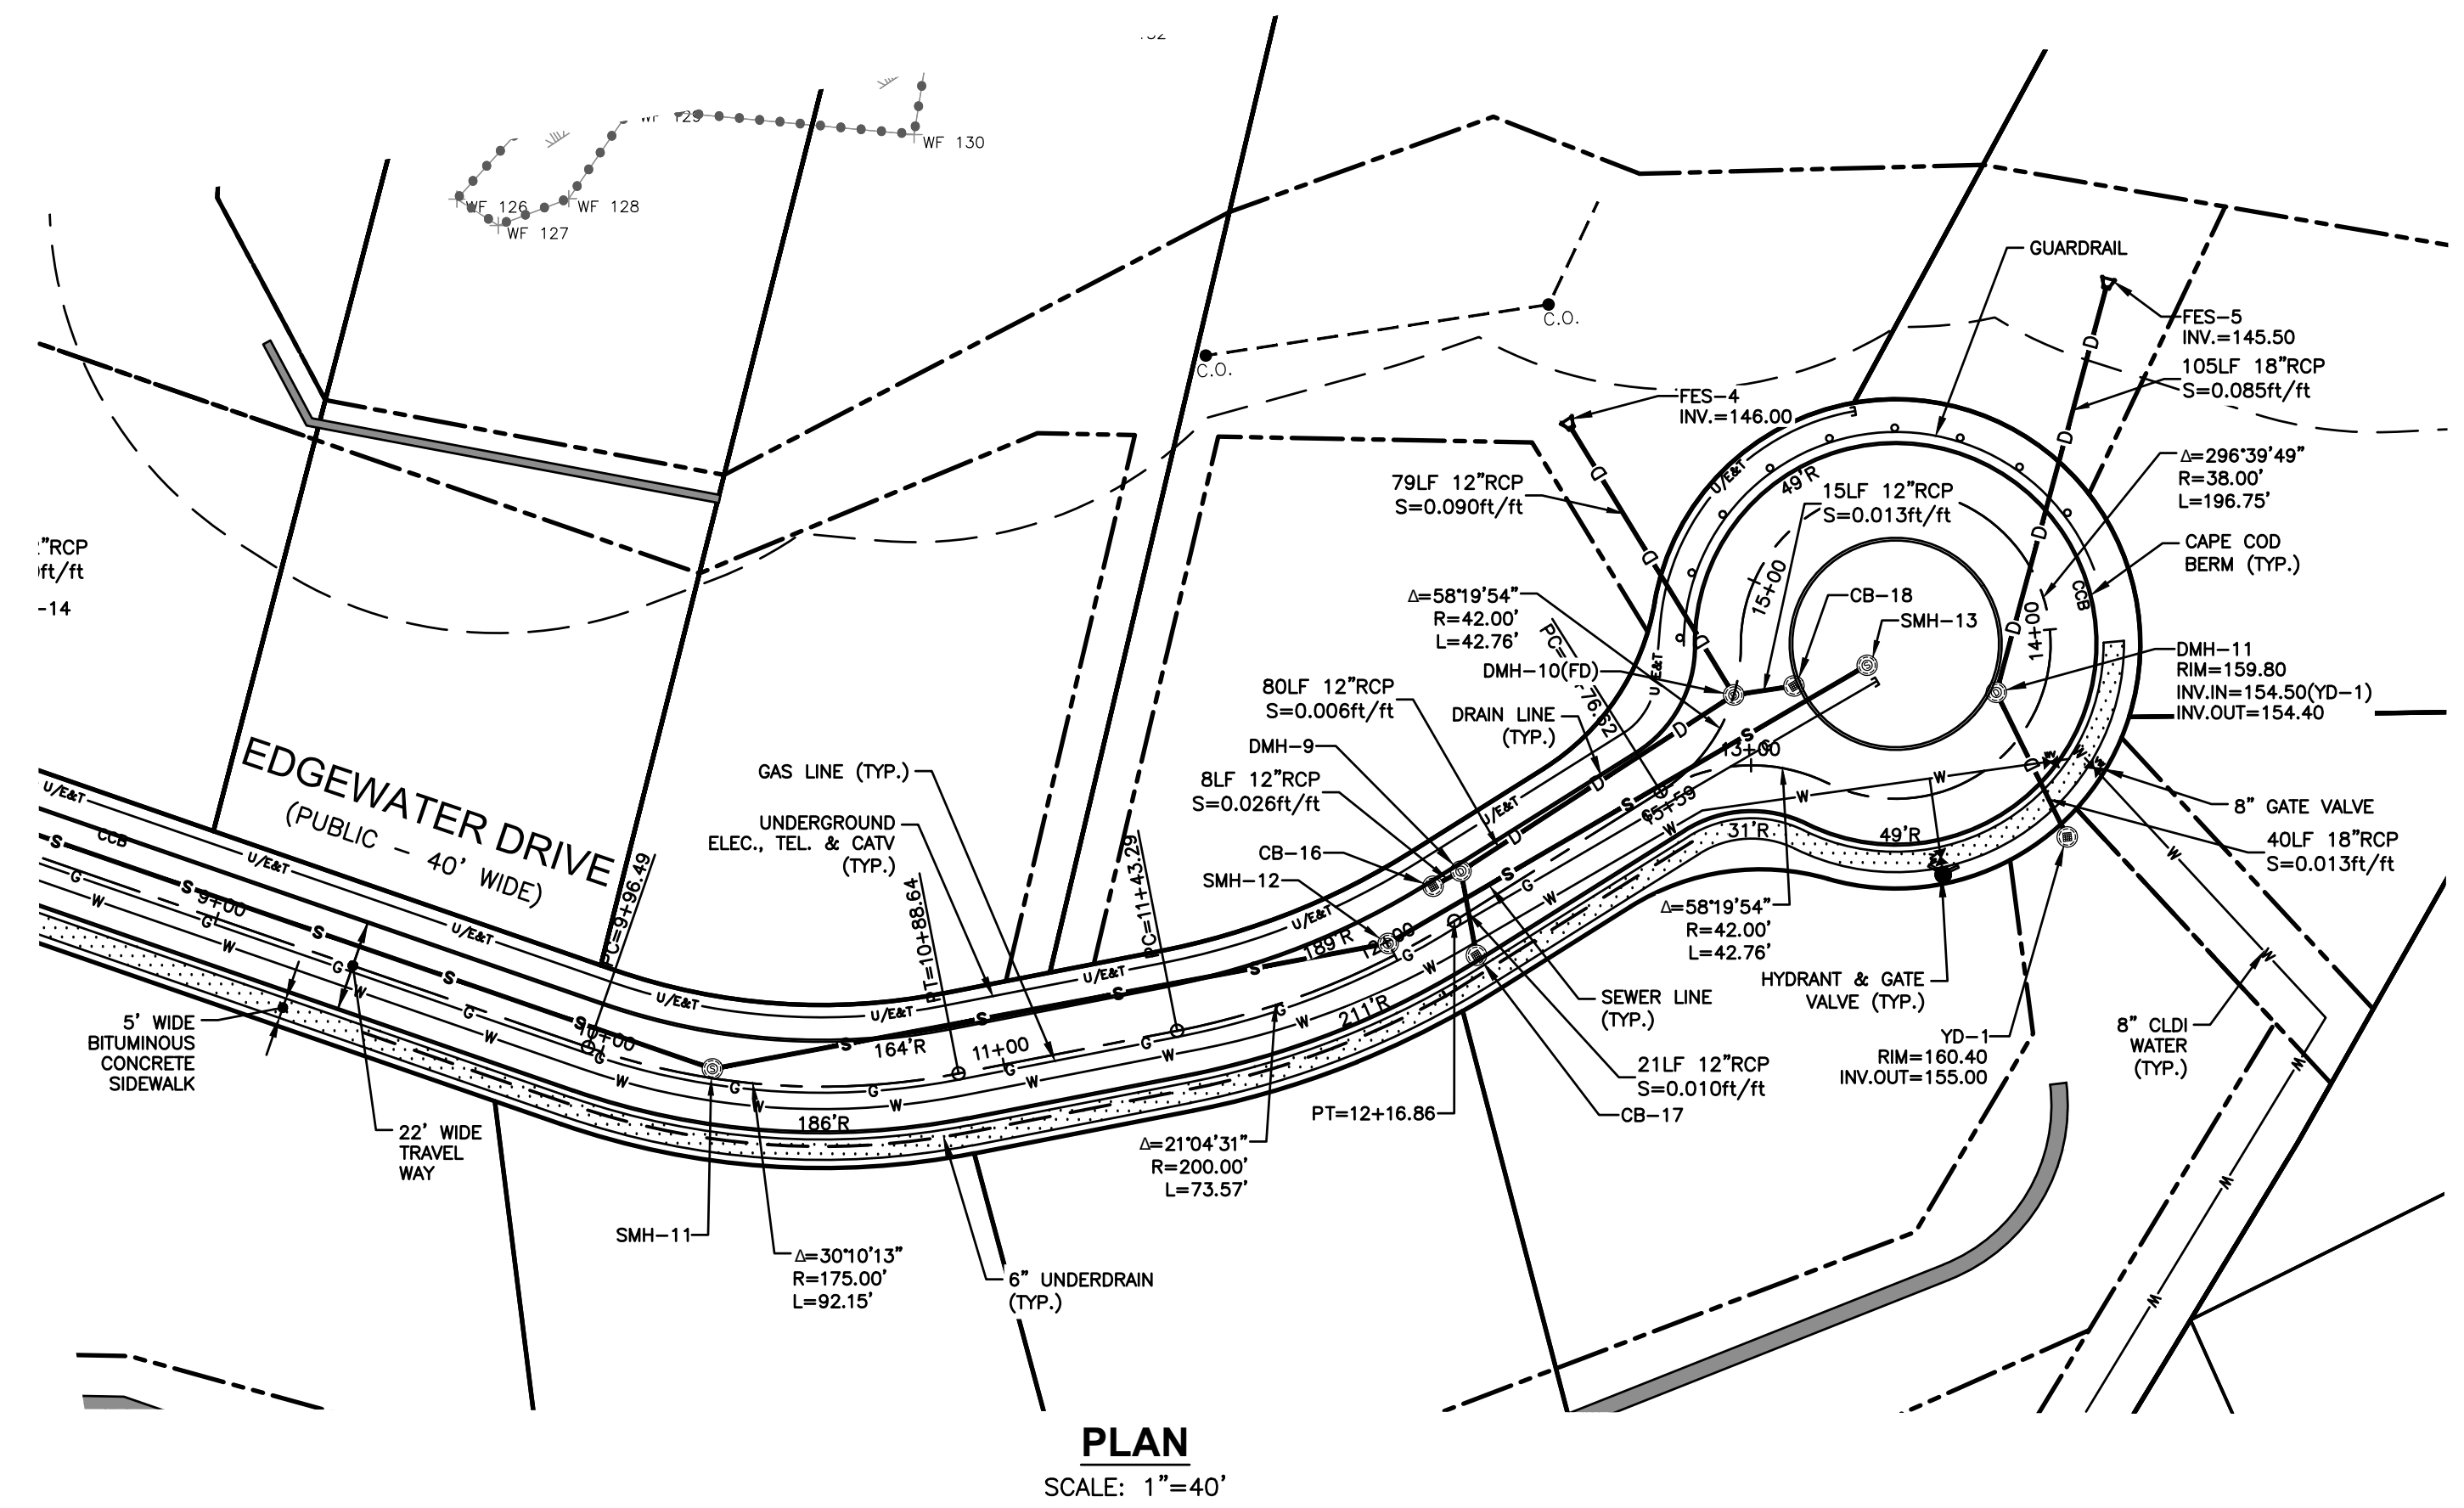 WF 130
WF 126
WF 128
WF 127
GUARDRAIL
C.O.
C.O.
FES-5
INV.=145.50
105LF 18"RCP
S=0.085ft/ft
FES-4
INV.=146.00
Δ=296°39'49"
R=38.00'
L=196.75'
79LF 12"RCP
S=0.090ft/ft
U/E&T
49'R
15LF 12"RCP
S=0.013ft/ft
CAPE COD
BERM (TYP.)
CCB
"RCP
ft/ft
-14
15+00
14+00
CB-18
SMH-13
Δ=58°19'54"
R=42.00'
L=42.76'
DMH-10(FD)
U/E&T
DMH-11
RIM=159.80
INV.IN=154.50(YD-1)
INV.OUT=154.40
80LF 12"RCP
S=0.006ft/ft
DRAIN LINE
(TYP.)
13+00
DMH-9
8LF 12"RCP
S=0.026ft/ft
GAS LINE (TYP.)
EDGEWATER DRIVE
(PUBLIC - 40' WIDE)
UNDERGROUND
ELEC., TEL. & CATV
(TYP.)
U/E&T
CCB
U/E&T
U/E&T
U/E&T
U/E&T
U/E&T
U/E&T
U/E&T
8" GATE VALVE
40LF 18"RCP
S=0.013ft/ft
15+59
31'R
49'R
CB-16
SMH-12
9+00
PC=9+96.49
PT=10+88.64
PC=11+43.29
189'R
12+00
Δ=58°19'54"
R=42.00'
L=42.76'
HYDRANT & GATE
VALVE (TYP.)
SEWER LINE
(TYP.)
211'R
5' WIDE
BITUMINOUS
CONCRETE
SIDEWALK
10+00
164'R
11+00
8" CLDI
WATER
(TYP.)
YD-1
RIM=160.40
INV.OUT=155.00
21LF 12"RCP
S=0.010ft/ft
CB-17
PT=12+16.86
186'R
22' WIDE
TRAVEL
WAY
Δ=21°04'31"
R=200.00'
L=73.57'
SMH-11
Δ=30°10'13"
R=175.00'
L=92.15'
6" UNDERDRAIN
(TYP.)
PLAN
SCALE: 1"=40'